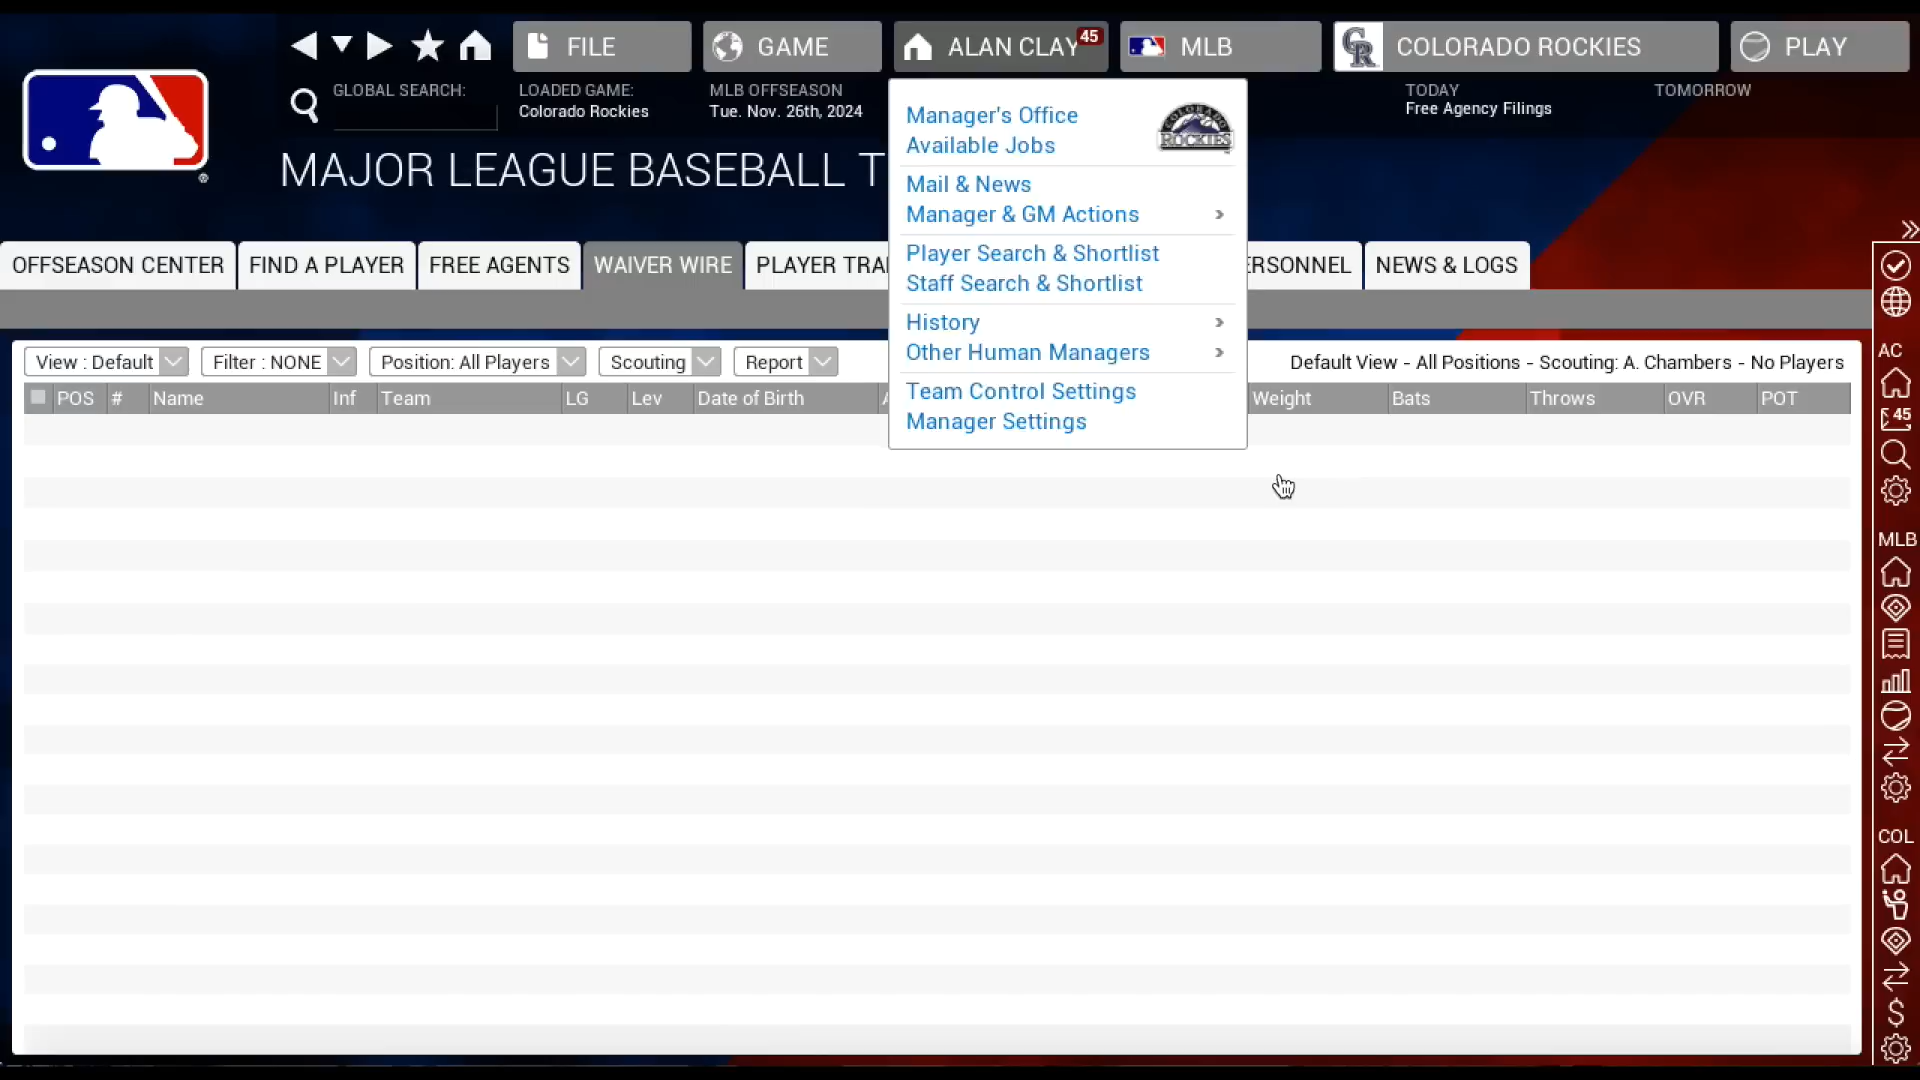 FILE
GAME
ALAN CLAY
45
MLB
CR
COLORADO ROCKIES
PLAY
GLOBAL SEARCH:
LOADED GAME:
Colorado Rockies
MLB OFFSEASON
Tue. Nov. 26th, 2024
TODAY
Free Agency Filings
TOMORROW
MAJOR LEAGUE BASEBALL T
Manager's Office
Available Jobs
COLORADO
ROCKIES
Mail & News
Manager & GM Actions
Player Search & Shortlist
Staff Search & Shortlist
History
Other Human Managers
Team Control Settings
Manager Settings
OFFSEASON CENTER
FIND A PLAYER
FREE AGENTS
WAIVER WIRE
PLAYER TRA
ERSONNEL
NEWS & LOGS
View : Default
Filter : NONE
Position: All Players
Scouting
Report
Default View - All Positions - Scouting: A. Chambers - No Players
POS
#
Name
Inf
Team
LG
Lev
Date of Birth
Weight
Bats
Throws
OVR
POT
AC
45
MLB
COL
$